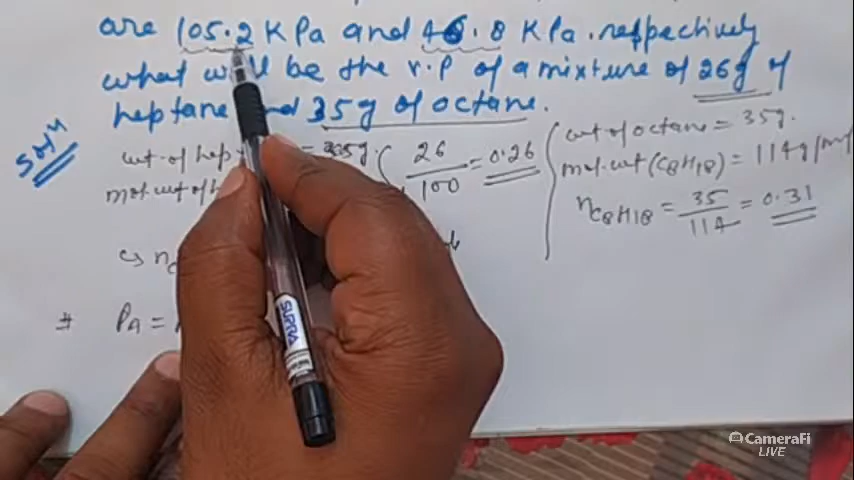 are 105.2 KPa and 46.8 KPa. respectively
what will be the v.p of a mixture of 26g of
heptane and 35g of octane.
Sol4
wt. of hep
mol. wt of
26
100
= 0.26
wt of octane = 35g.
mol. wt (C8H18) = 114g/mol
nC8H18 = 35/114 = 0.31
# PA =
SUPRA
CameraFi
LIVE